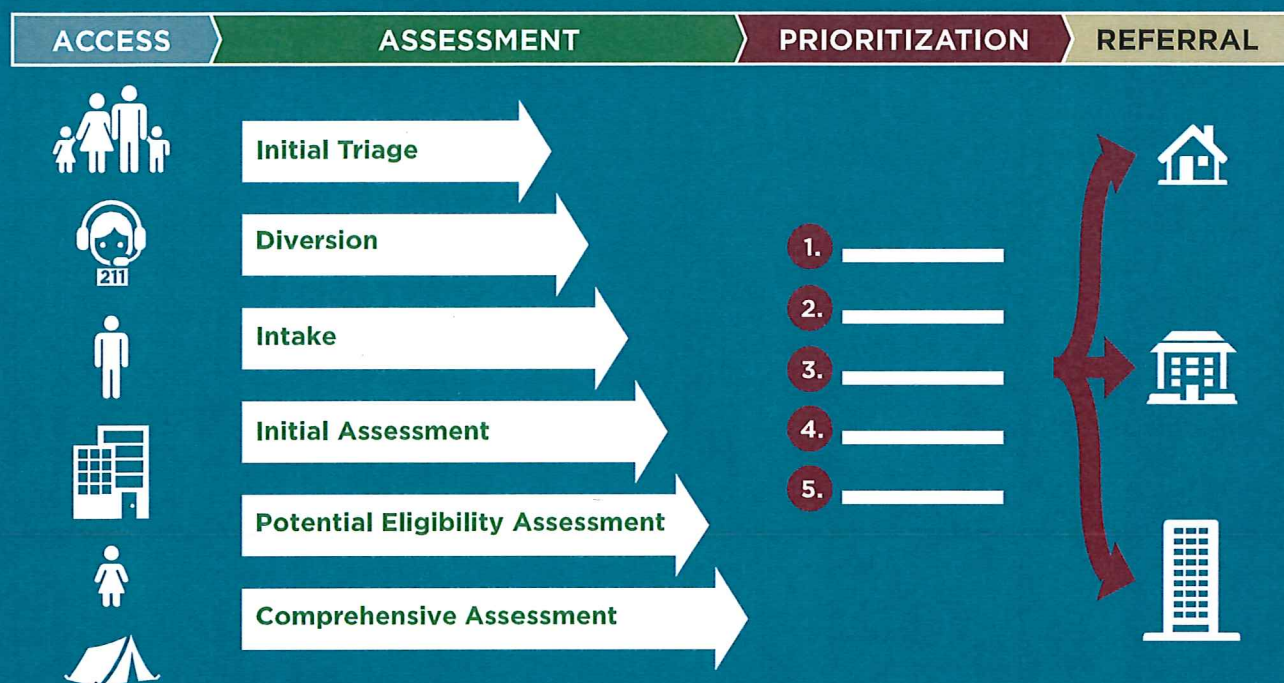 ACCESS
ASSESSMENT
PRIORITIZATION
REFERRAL
211
Initial Triage
Diversion
Intake
Initial Assessment
Potential Eligibility Assessment
Comprehensive Assessment
1.
2.
3.
4.
5.